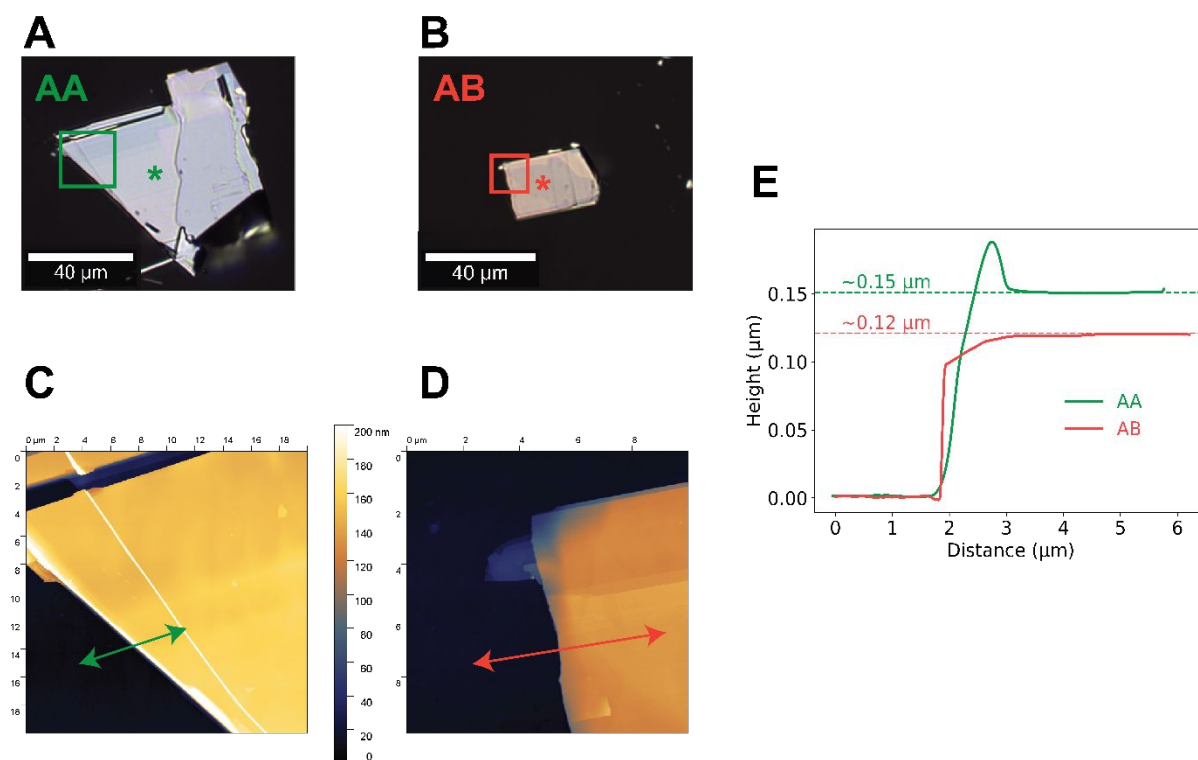 A
B
AA
AB
*
*
40 µm
40 µm
E
~0.15 µm
~0.12 µm
0.15
0.10
0.05
0.00
Height (µm)
AA
AB
0 1 2 3 4 5 6
Distance (µm)
C
D
0 µm 2 4 6 8 10 12 14 18
0
2
4
6
8
10
12
14
16
18
200 nm
180
160
140
120
100
80
60
40
20
0
0 µm 2 4 6 8
0
2
4
6
8